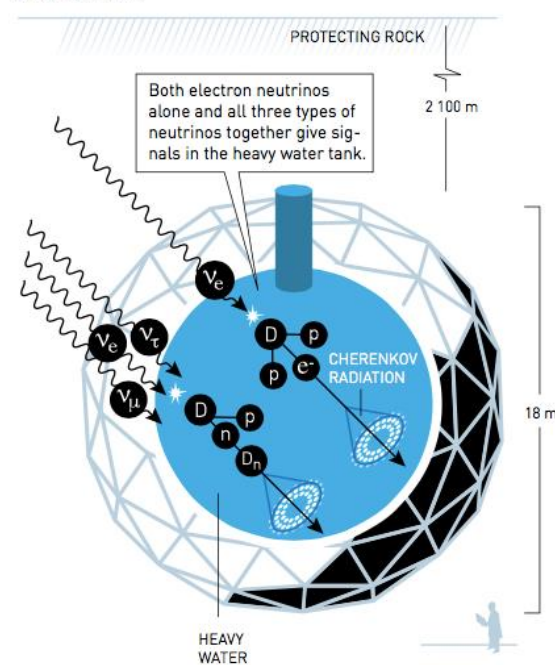 PROTECTING ROCK
2 100 m
Both electron neutrinos
alone and all three types of
neutrinos together give sig-
nals in the heavy water tank.
νe
D
p
p
e-
CHERENKOV
RADIATION
ντ
νe
νμ
D
p
n
Dn
18 m
HEAVY
WATER